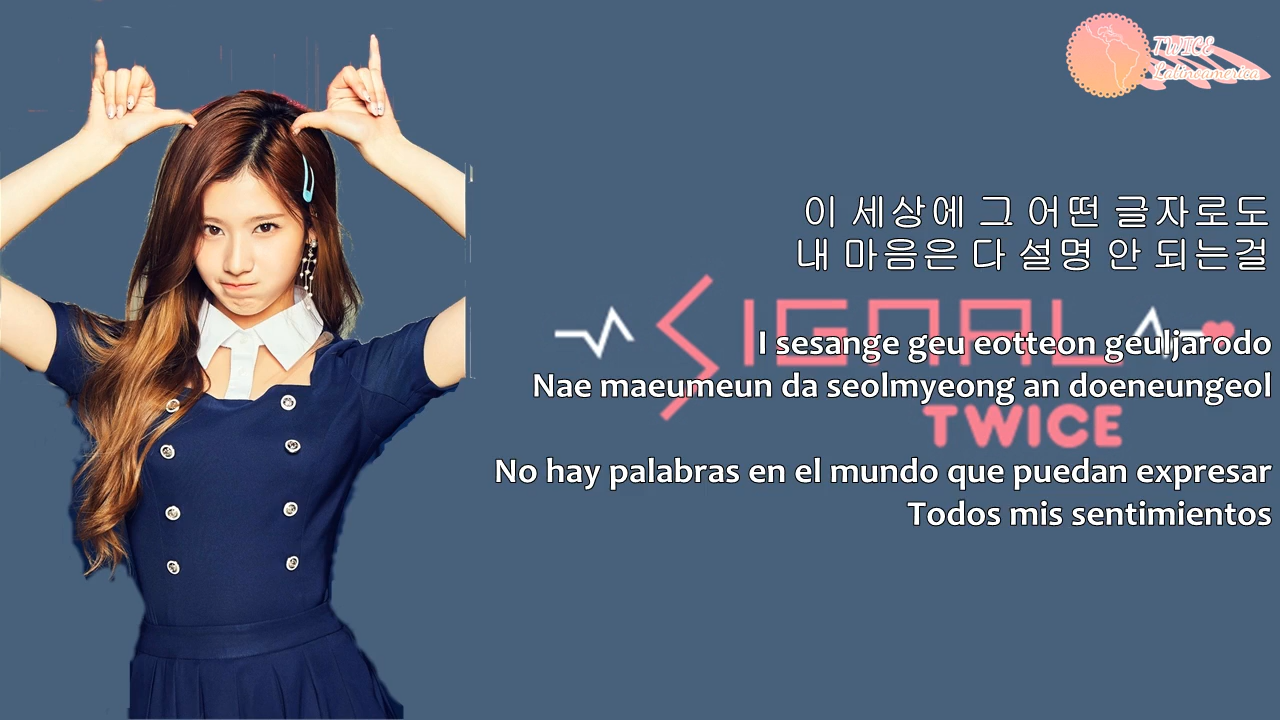 TWICE
Latinoamerica
이 세상에 그 어떤 글자로도
내 마음은 다 설명 안 되는걸
SIGNAL
I sesange geu eotteon geuljarodo
Nae maeumeun da seolmyeong an doeneungeol
TWICE
No hay palabras en el mundo que puedan expresar
Todos mis sentimientos